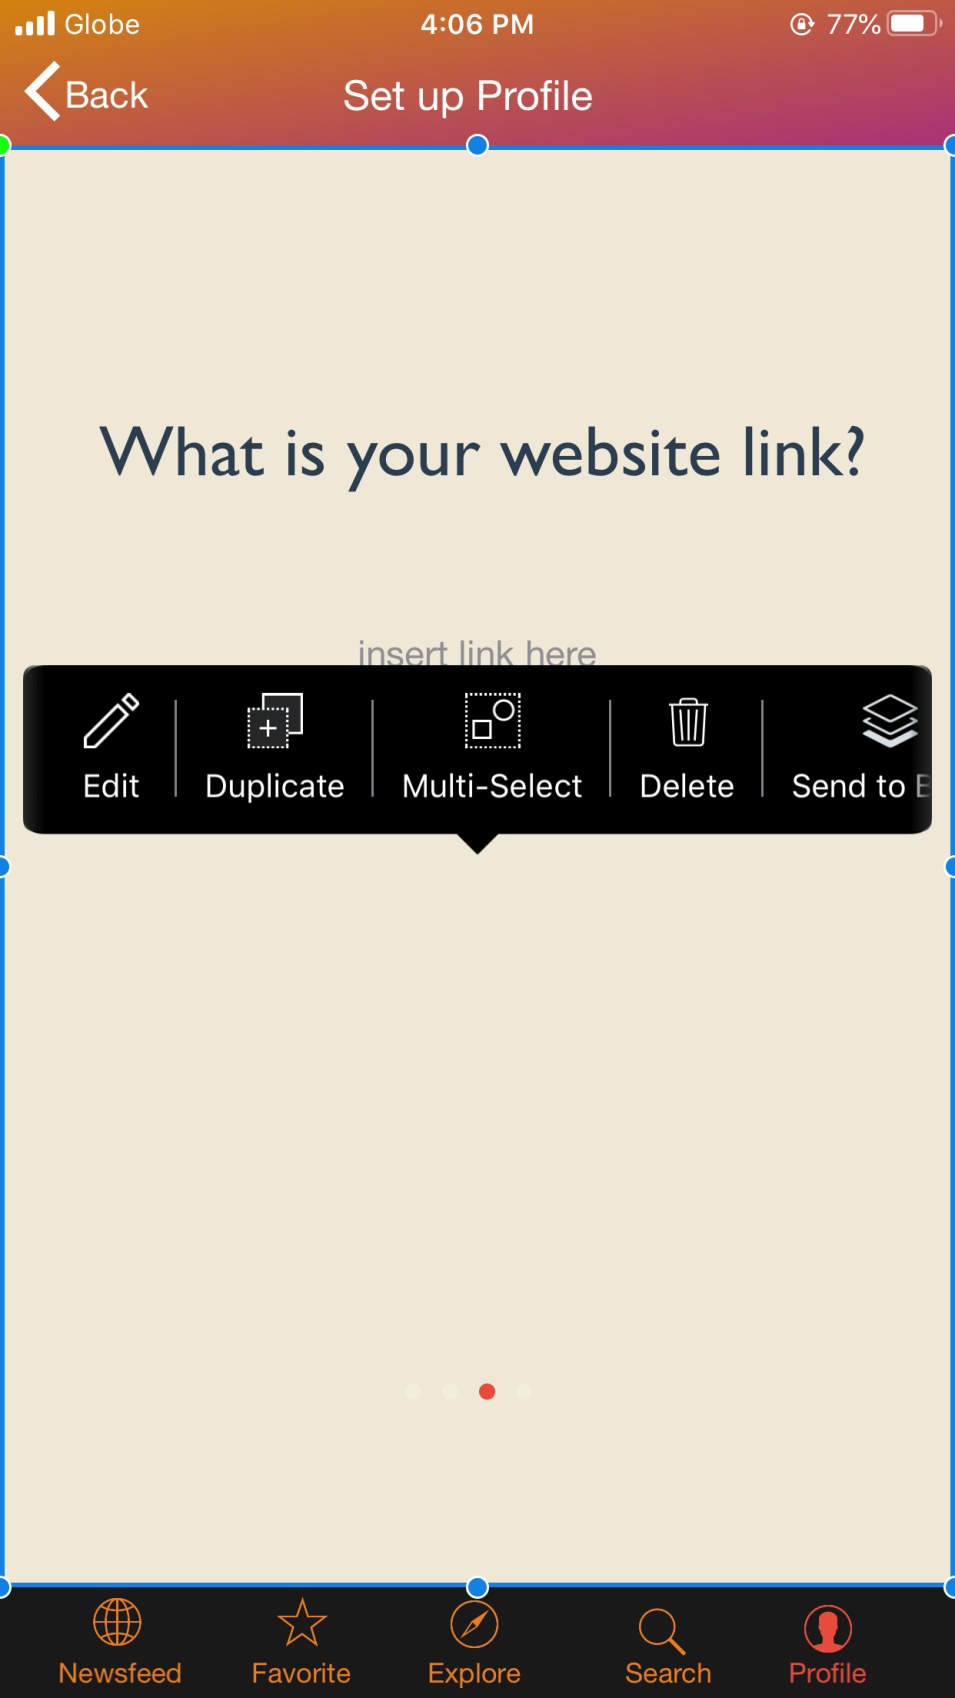 Globe 4:06 PM 77%
Back Set up Profile
What is your website link?
insert link here
Edit Duplicate Multi-Select Delete Send to
Newsfeed Favorite Explore Search Profile